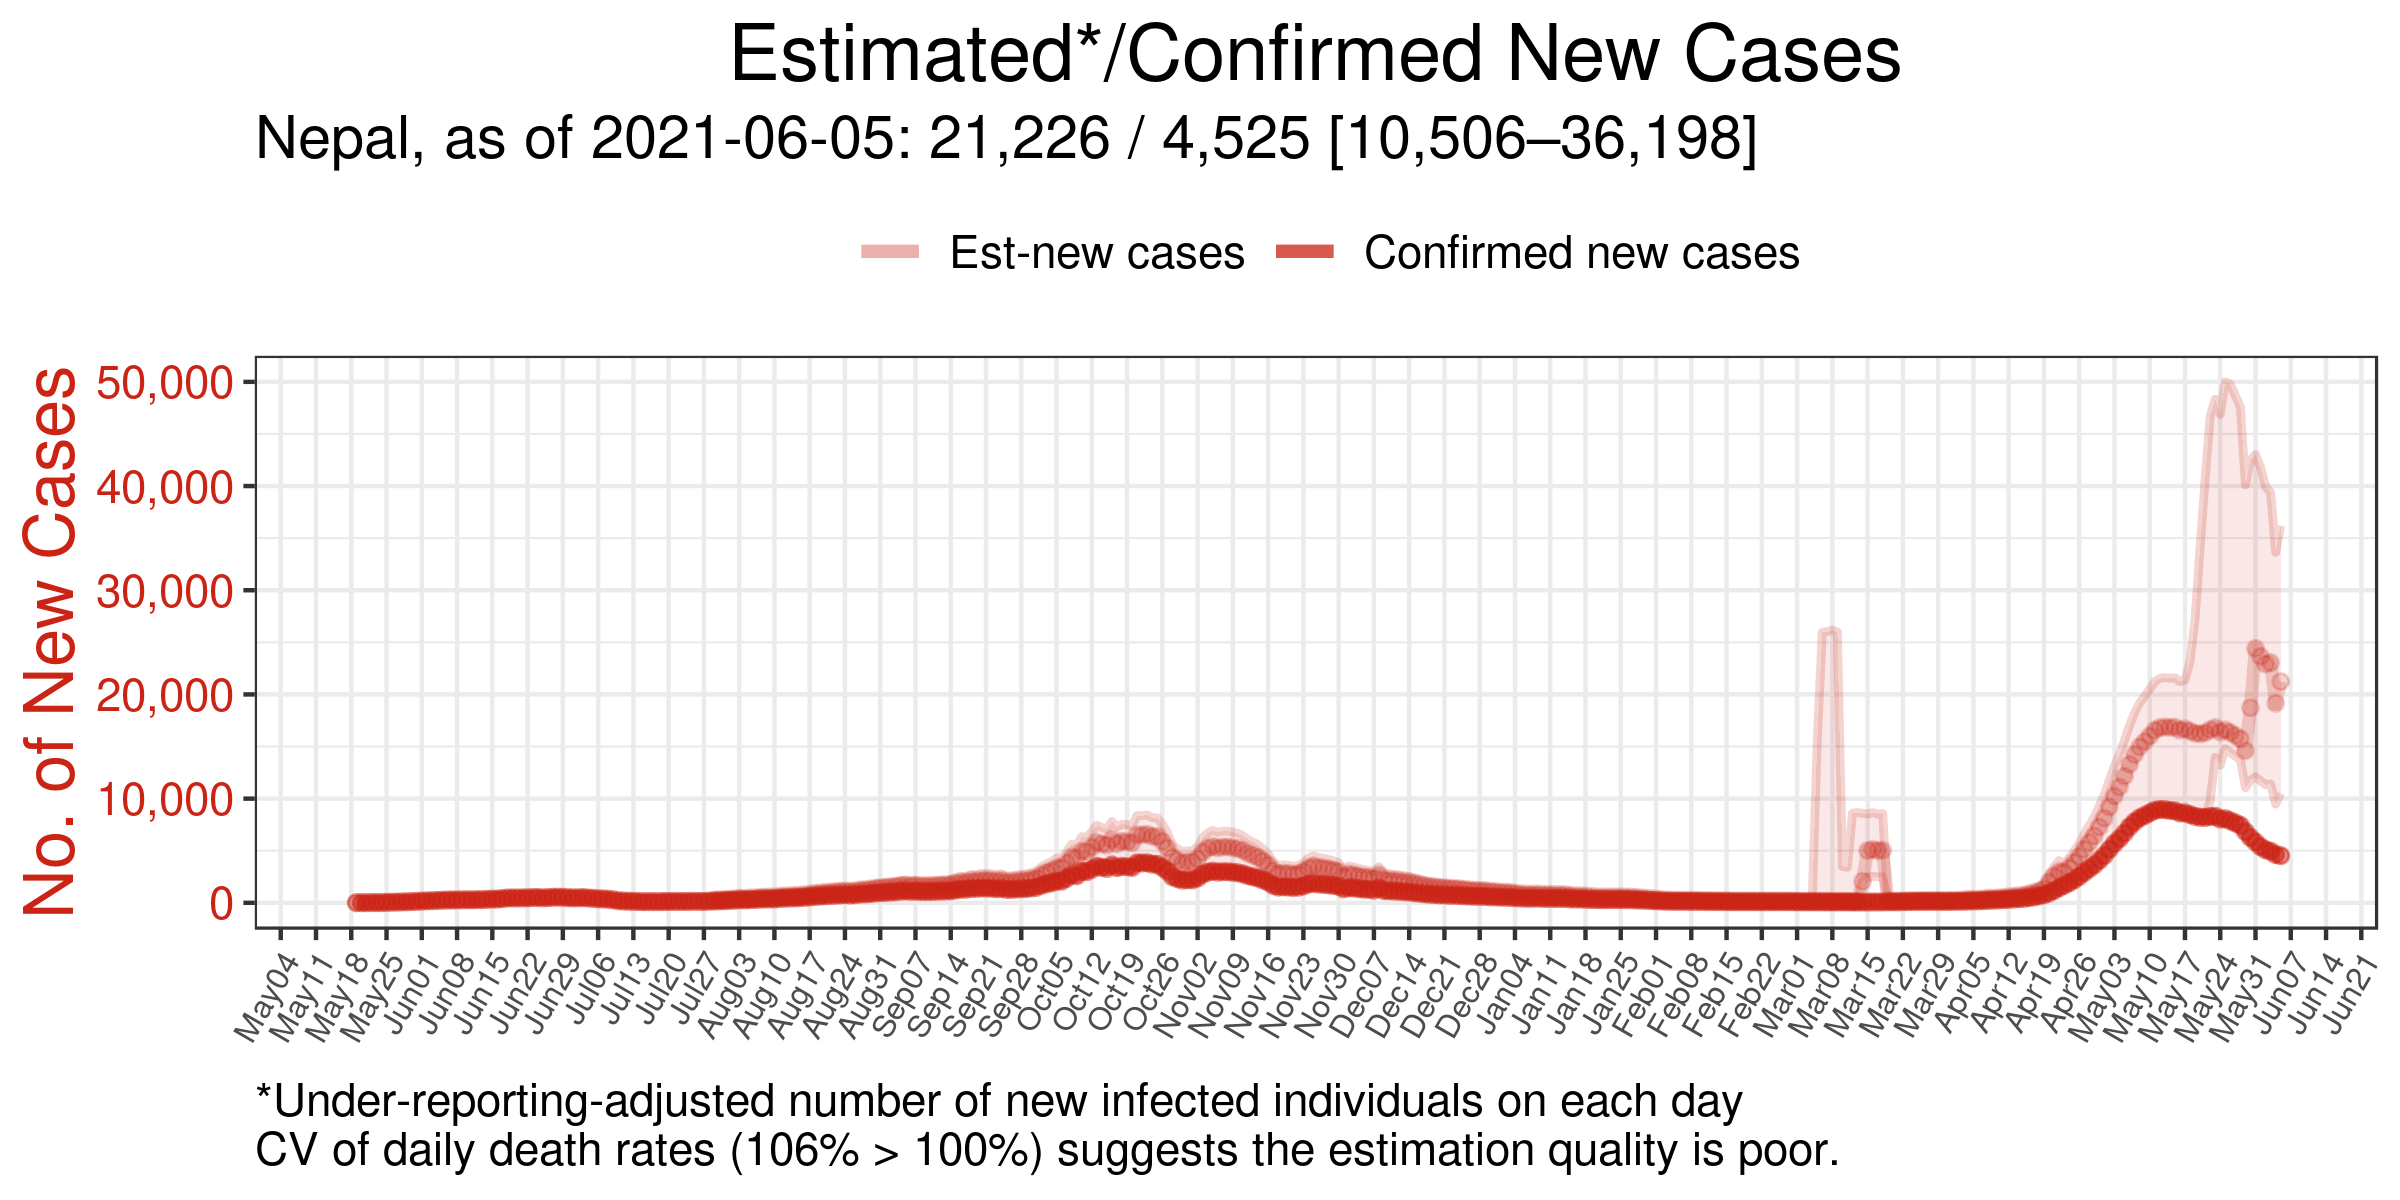 Estimated*/Confirmed New Cases
Nepal, as of 2021-06-05: 21,226 / 4,525 [10,506–36,198]
Est-new cases Confirmed new cases
No. of New Cases
50,000
40,000
30,000
20,000
10,000
0
May04 May11 May18 May25 Jun01 Jun08 Jun15 Jun22 Jun29 Jul06 Jul13 Jul20 Jul27 Aug03 Aug10 Aug17 Aug24 Aug31 Sep07 Sep14 Sep21 Sep28 Oct05 Oct12 Oct19 Oct26 Nov02 Nov09 Nov16 Nov23 Nov30 Dec07 Dec14 Dec21 Dec28 Jan04 Jan11 Jan18 Jan25 Feb01 Feb08 Feb15 Feb22 Mar01 Mar08 Mar15 Mar22 Mar29 Apr05 Apr12 Apr19 Apr26 May03 May10 May17 May24 May31 Jun07 Jun14 Jun21
*Under-reporting-adjusted number of new infected individuals on each day
CV of daily death rates (106% > 100%) suggests the estimation quality is poor.